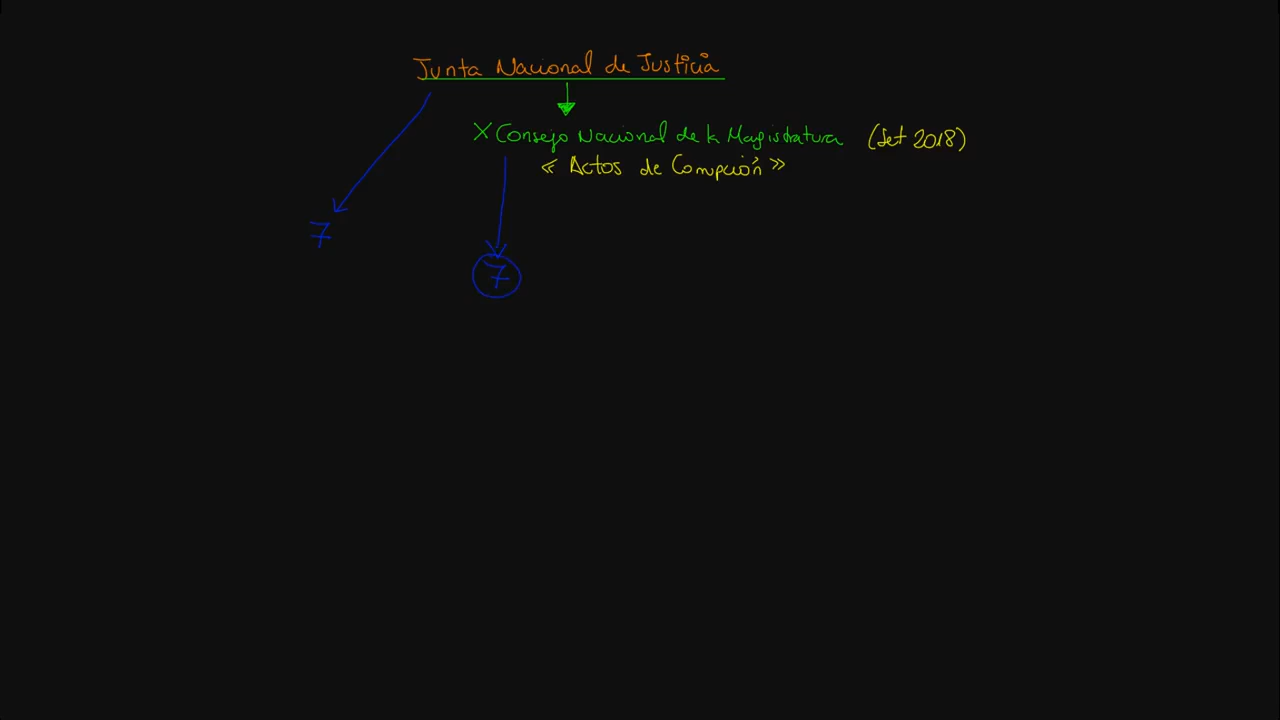 Junta Nacional de Justicia
X Consejo Nacional de la Magistratura (Set 2018)
« Actos de Corrupción »
7
7